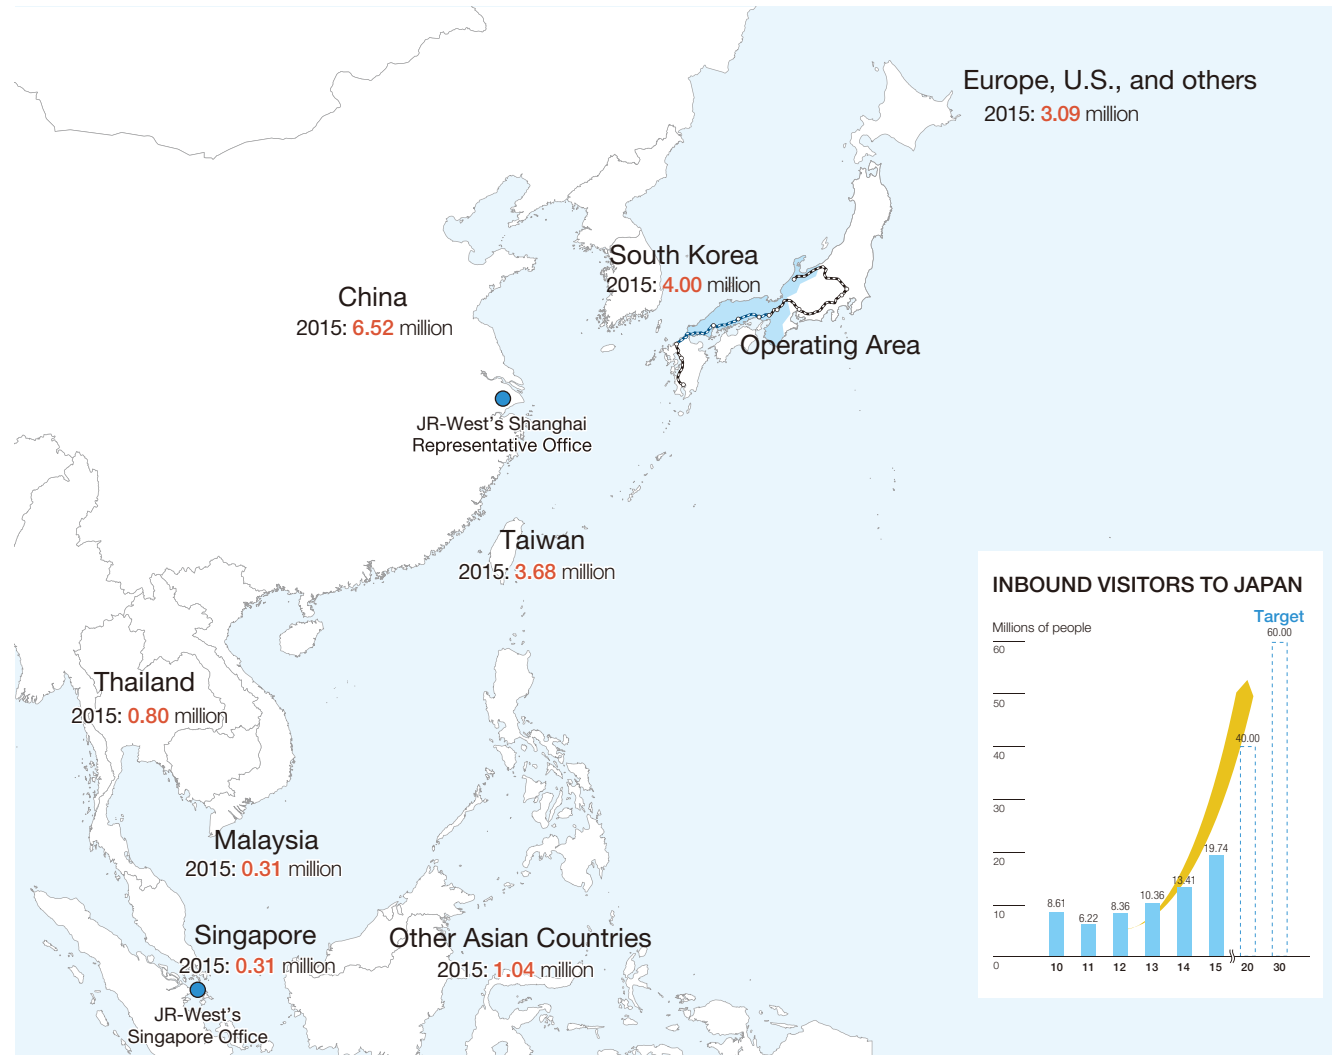 Europe, U.S., and others
2015: 3.09 million
South Korea
2015: 4.00 million
China
2015: 6.52 million
Operating Area
JR-West's Shanghai
Representative Office
Taiwan
2015: 3.68 million
Thailand
2015: 0.80 million
Malaysia
2015: 0.31 million
Singapore
2015: 0.31 million
JR-West's
Singapore Office
Other Asian Countries
2015: 1.04 million
INBOUND VISITORS TO JAPAN
Target
Millions of people
60.00
60
50
40.00
40
30
20
19.74
13.41
10.36
8.61
8.36
6.22
10
0
10 11 12 13 14 15 20 30